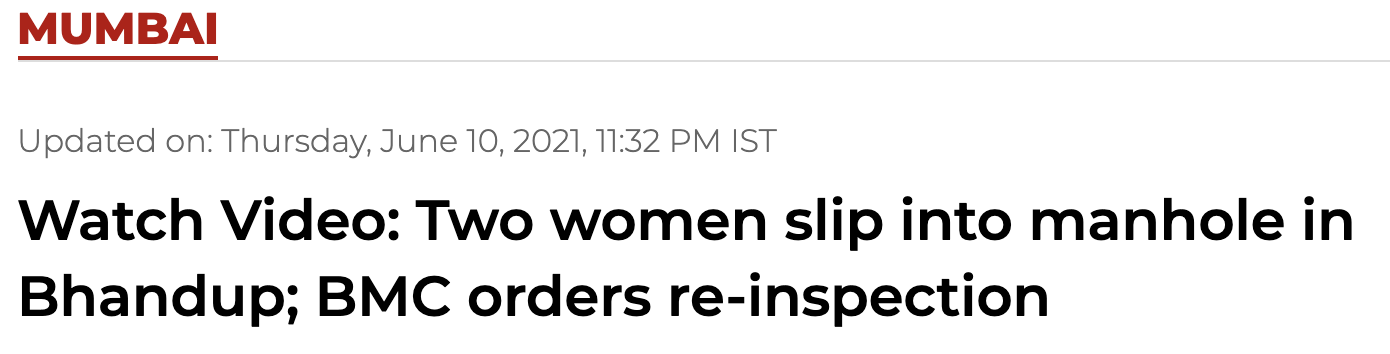 MUMBAI
Updated on: Thursday, June 10, 2021, 11:32 PM IST
Watch Video: Two women slip into manhole in
Bhandup; BMC orders re-inspection